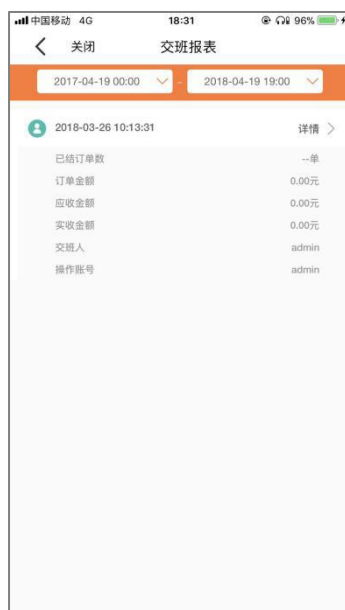 中国移动 4G 18:31 96%
关闭 交班报表
2017-04-19 00:00 - 2018-04-19 19:00
2018-03-26 10:13:31 详情
已结订单数 --单
订单金额 0.00元
应收金额 0.00元
实收金额 0.00元
交班人 admin
操作账号 admin